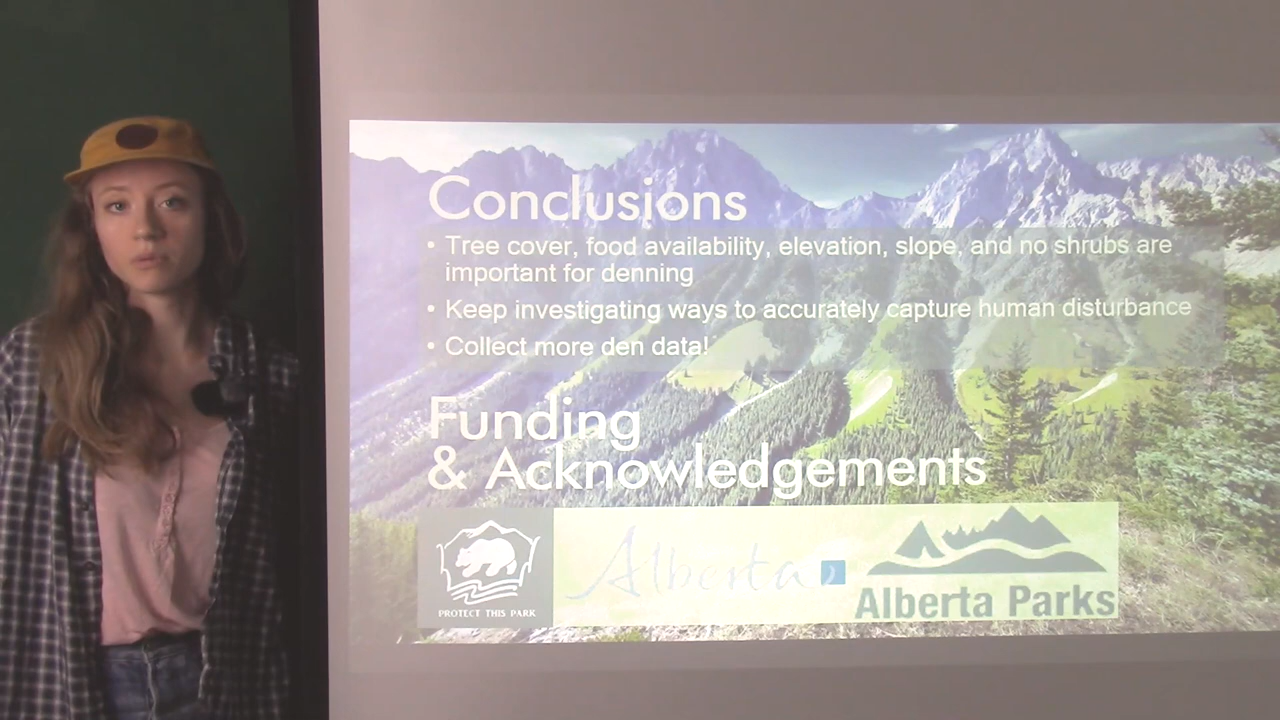 Conclusions
• Tree cover, food availability, elevation, slope, and no shrubs are
important for denning
• Keep investigating ways to accurately capture human disturbance
• Collect more den data!
Funding
& Acknowledgements
PROTECT THIS PARK
Alberta
Alberta Parks